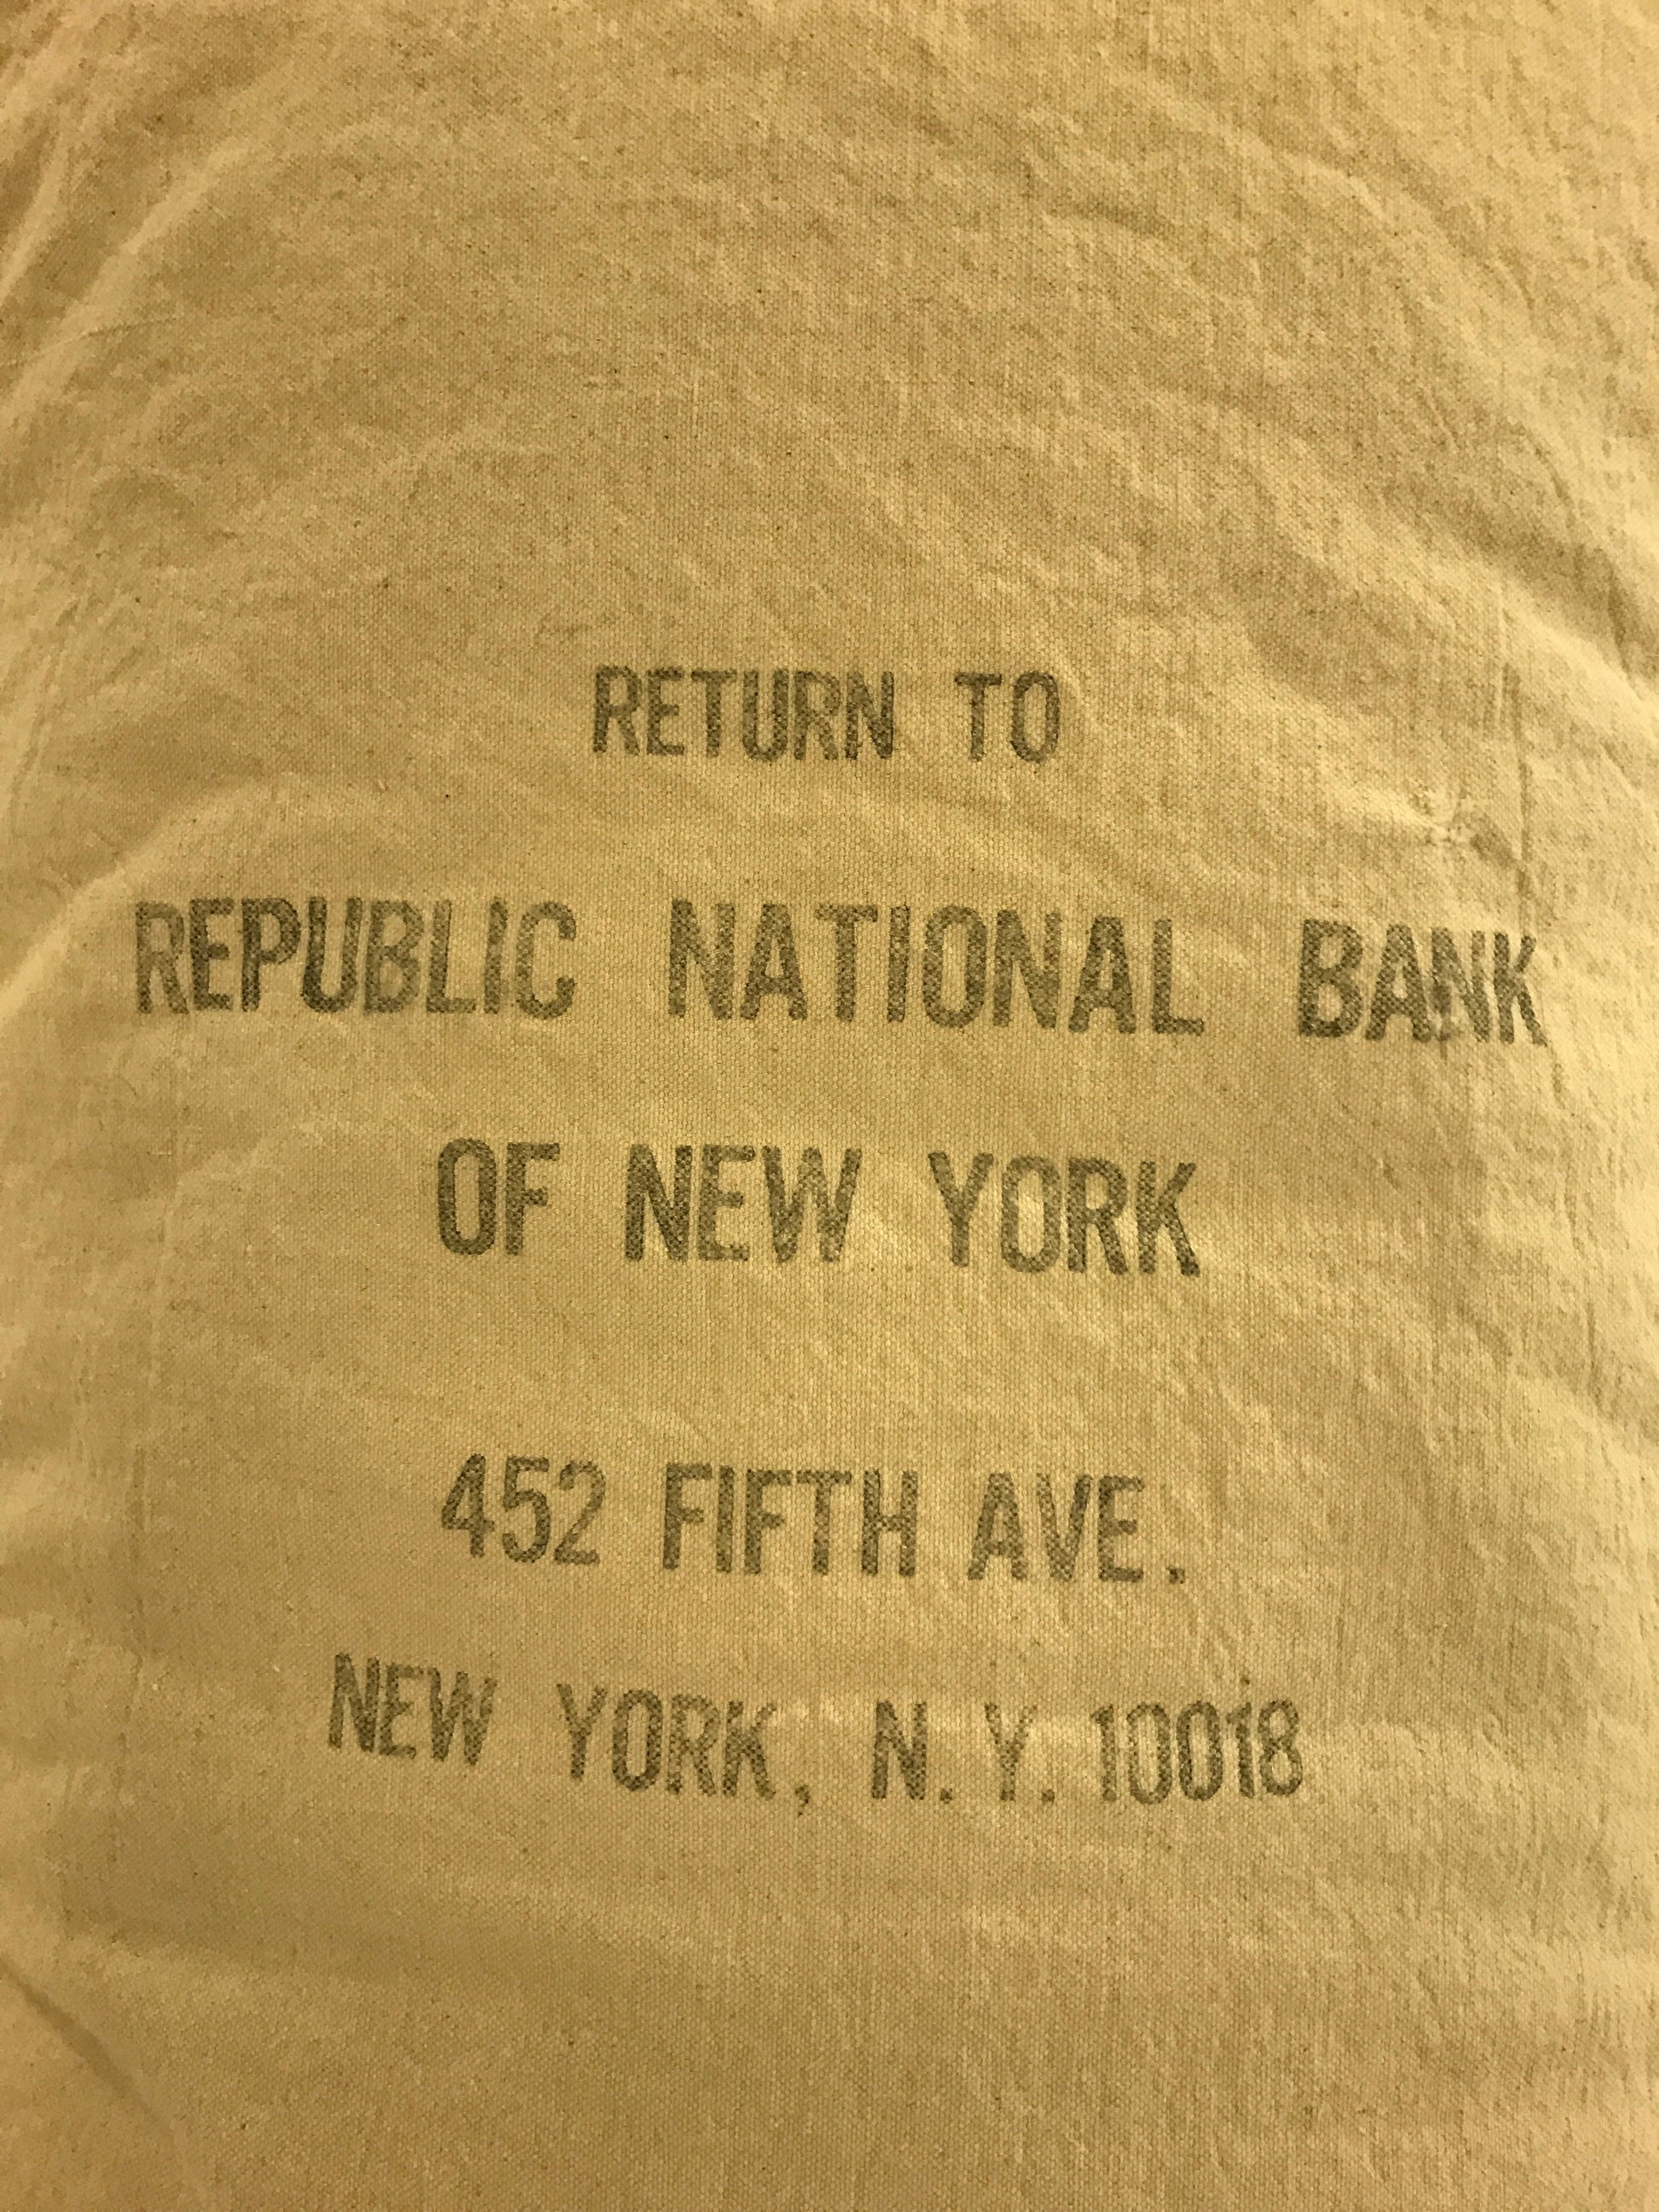 RETURN TO
REPUBLIC NATIONAL BANK
OF NEW YORK
452 FIFTH AVE.
NEW YORK, N.Y. 10018